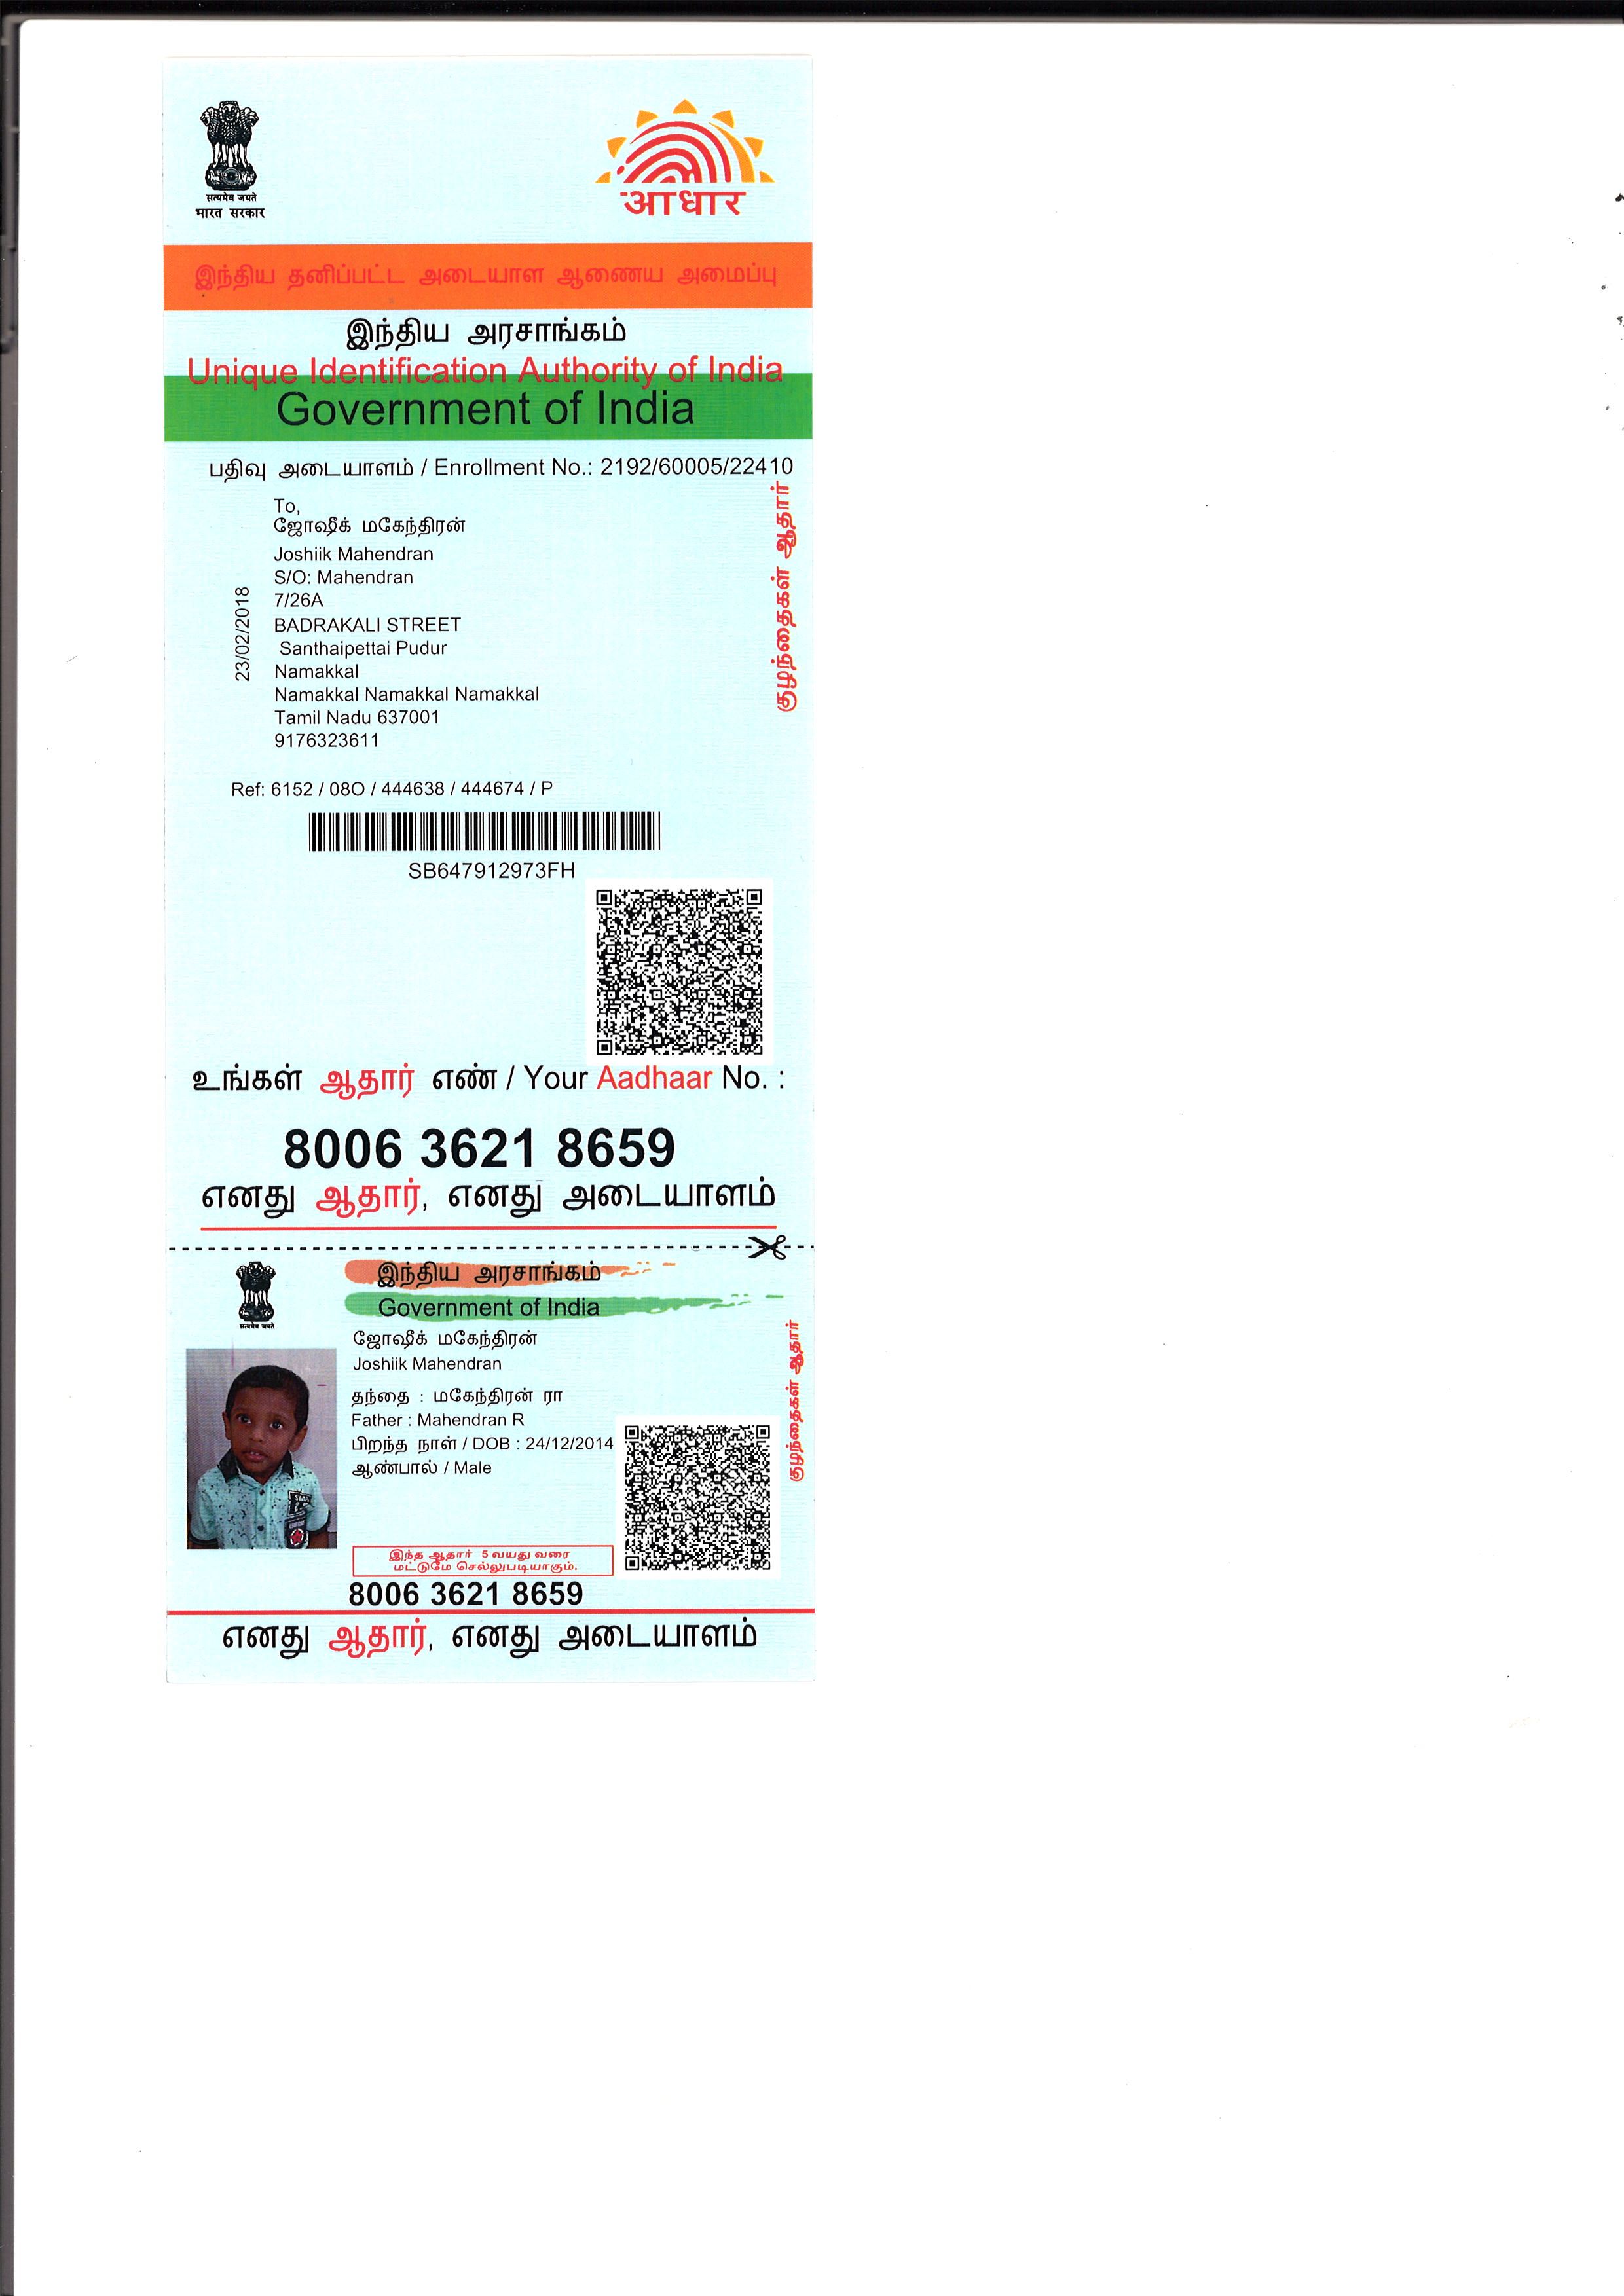 सत्यमेव जयते
भारत सरकार
आधार
இந்திய தனிப்பட்ட அடையாள ஆணைய அமைப்பு
இந்திய அரசாங்கம்
Unique Identification Authority of India
Government of India
பதிவு அடையாளம் / Enrollment No.: 2192/60005/22410
To,
ஜோஷீக் மகேந்திரன்
Joshiik Mahendran
S/O: Mahendran
7/26A
BADRAKALI STREET
Santhaipettai Pudur
Namakkal
Namakkal Namakkal Namakkal
Tamil Nadu 637001
9176323611
23/02/2018
குழந்தைகள் ஆதார்
Ref: 6152 / 08O / 444638 / 444674 / P
SB647912973FH
உங்கள் ஆதார் எண் / Your Aadhaar No. :
8006 3621 8659
எனது ஆதார், எனது அடையாளம்
सत्यमेव जयते
இந்திய அரசாங்கம்
Government of India
ஜோஷீக் மகேந்திரன்
Joshiik Mahendran
தந்தை : மகேந்திரன் ரா
Father : Mahendran R
பிறந்த நாள் / DOB : 24/12/2014
ஆண்பால் / Male
குழந்தைகள் ஆதார்
இந்த ஆதார் 5 வயது வரை
மட்டுமே செல்லுபடியாகும்.
8006 3621 8659
எனது ஆதார், எனது அடையாளம்